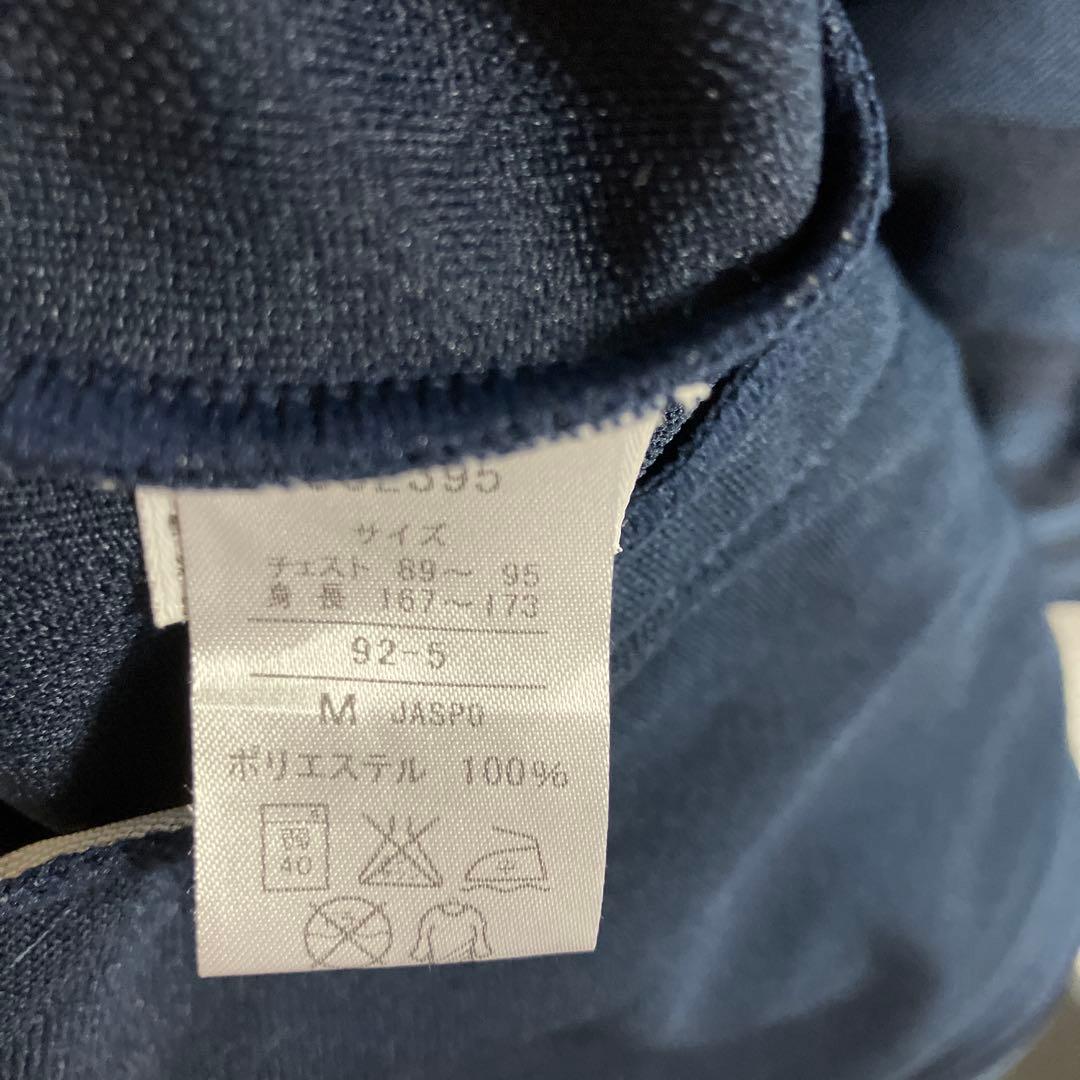 サイズ
チェスト 89～ 95
身長 167～173
92-5
M JASPO
ポリエステル 100%
40